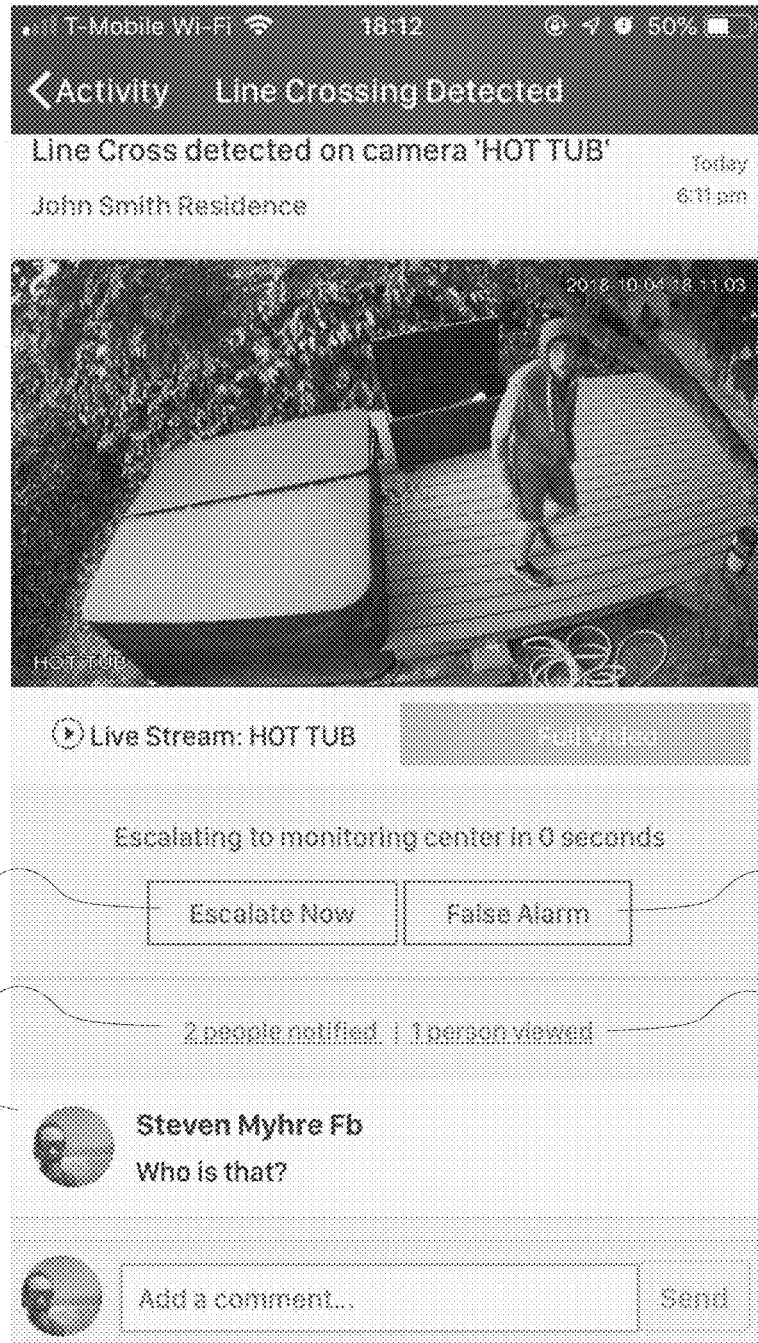 T-Mobile Wi-Fi 18:12 50%
Activity Line Crossing Detected
Line Cross detected on camera 'HOT TUB'
Today
John Smith Residence
6:11 pm
2018-10-04 18:11:03
HOT TUB
Live Stream: HOT TUB Full Video
Escalating to monitoring center in 0 seconds
Escalate Now False Alarm
2 people notified | 1 person viewed
Steven Myhre Fb
Who is that?
Add a comment... Send